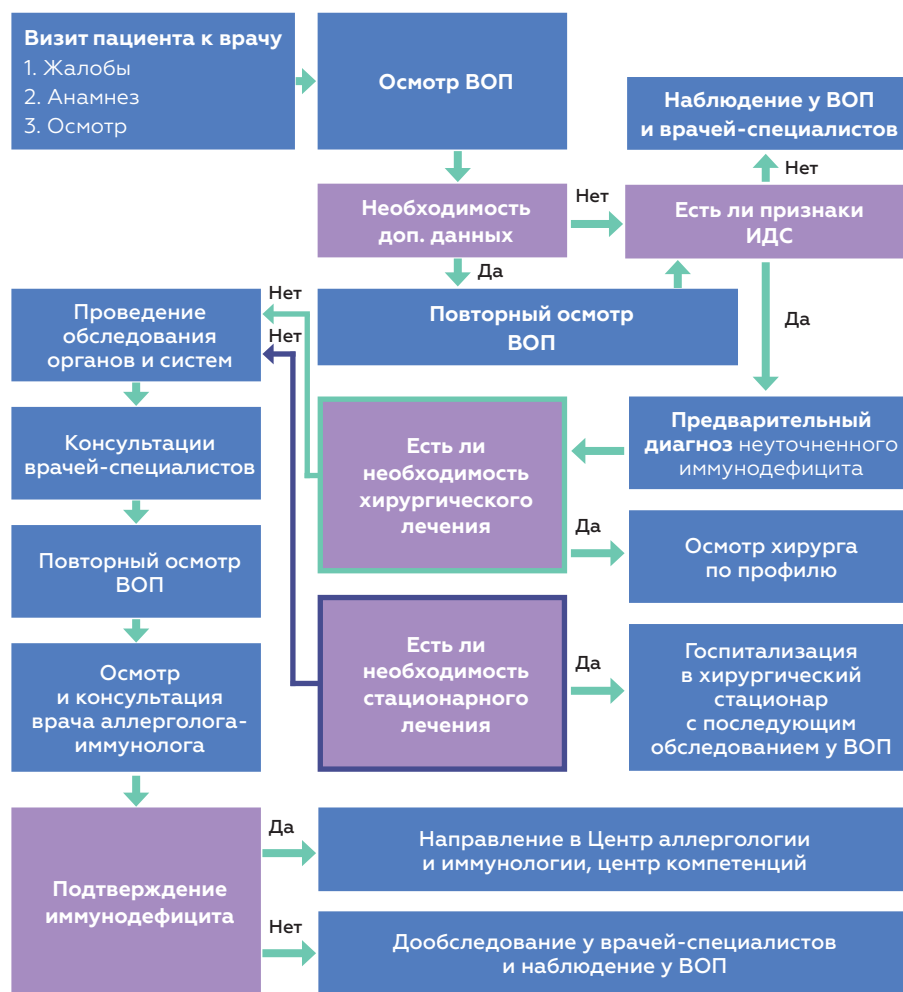 Визит пациента к врачу
1. Жалобы
2. Анамнез
3. Осмотр
Осмотр ВОП
Наблюдение у ВОП
и врачей-специалистов
Нет
Необходимость
доп. данных
Нет
Есть ли признаки
ИДС
Да
Повторный осмотр
ВОП
Да
Проведение
обследования
органов и систем
Нет
Нет
Консультации
врачей-специалистов
Есть ли
необходимость
хирургического
лечения
Предварительный
диагноз неуточненного
иммунодефицита
Да
Осмотр хирурга
по профилю
Повторный осмотр
ВОП
Есть ли
необходимость
стационарного
лечения
Да
Госпитализация
в хирургический
стационар
с последующим
обследованием у ВОП
Осмотр
и консультация
врача аллерголога-
иммунолога
Подтверждение
иммунодефицита
Да
Направление в Центр аллергологии
и иммунологии, центр компетенций
Нет
Дообследование у врачей-специалистов
и наблюдение у ВОП